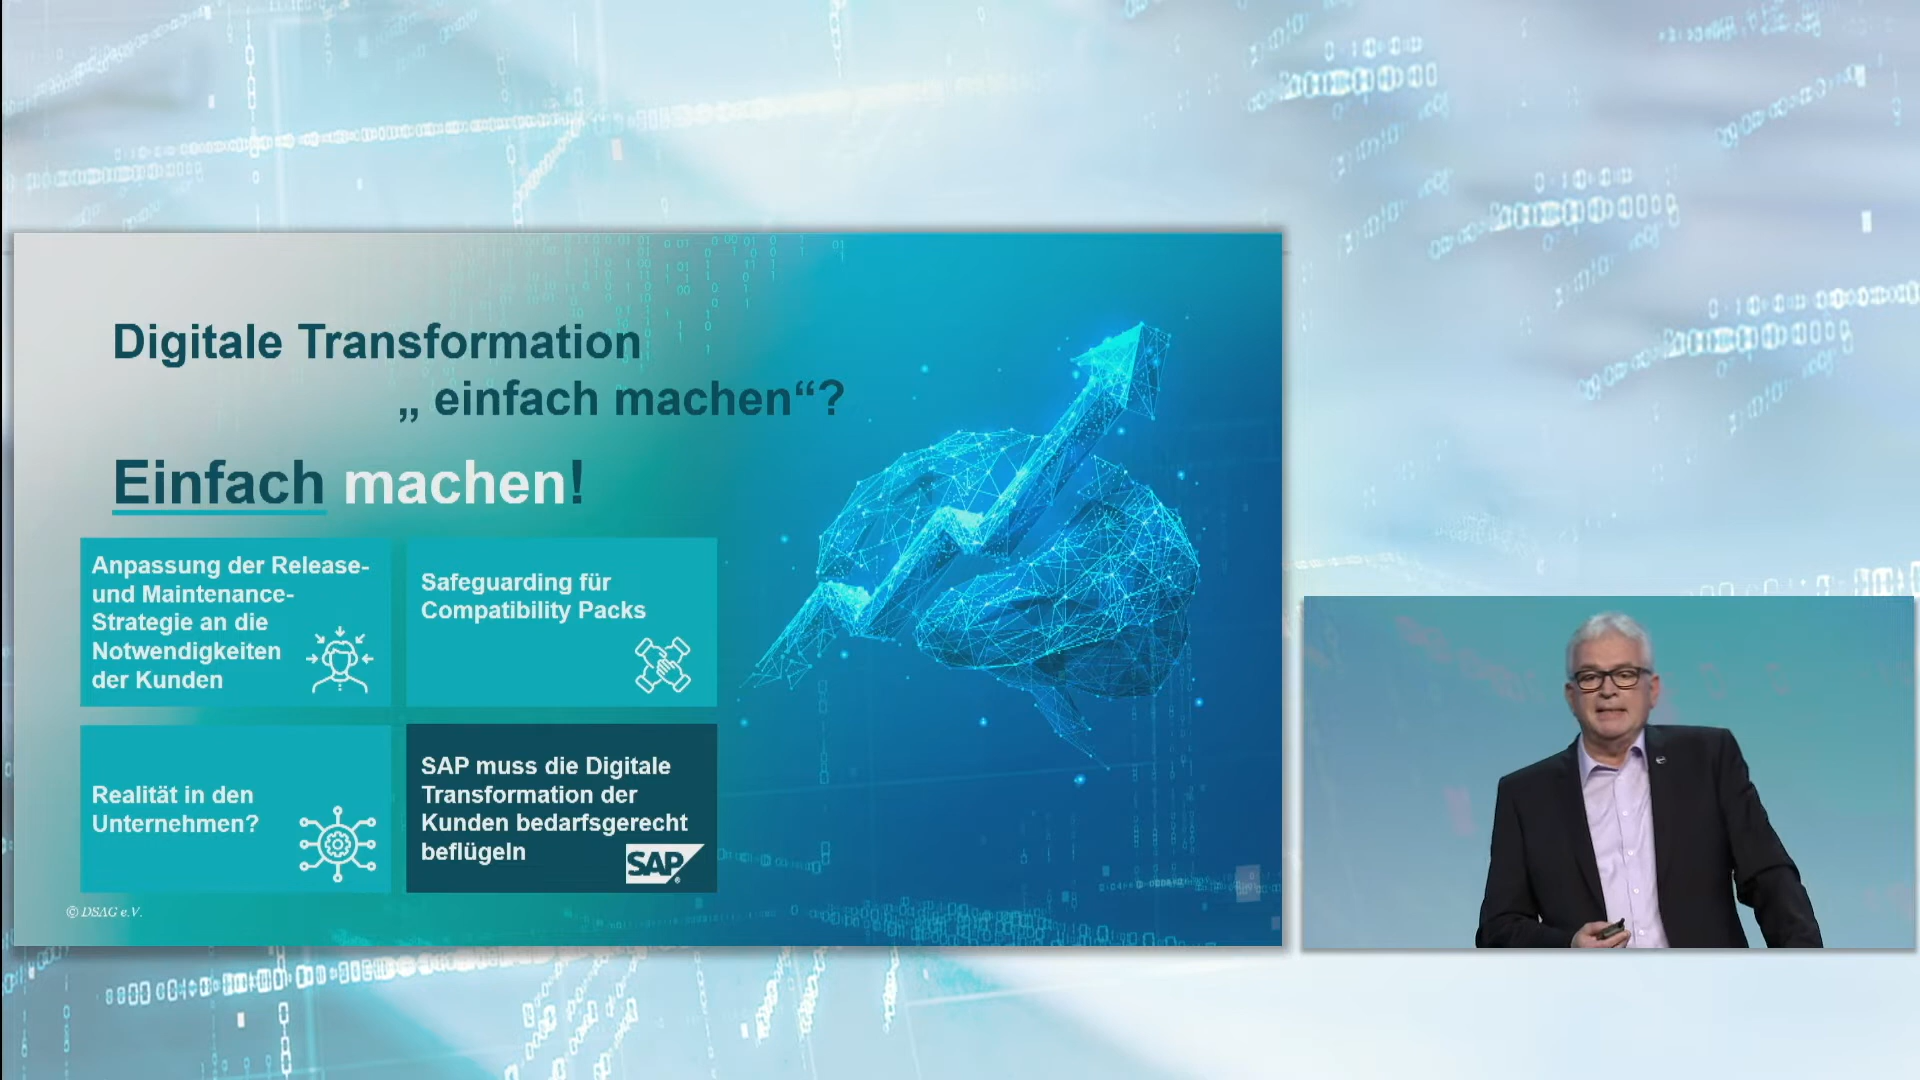 Digitale Transformation
„ einfach machen“?
Einfach machen!
Anpassung der Release-
und Maintenance-
Strategie an die
Notwendigkeiten
der Kunden
Safeguarding für
Compatibility Packs
Realität in den
Unternehmen?
SAP muss die Digitale
Transformation der
Kunden bedarfsgerecht
beflügeln
SAP
© DSAG e.V.